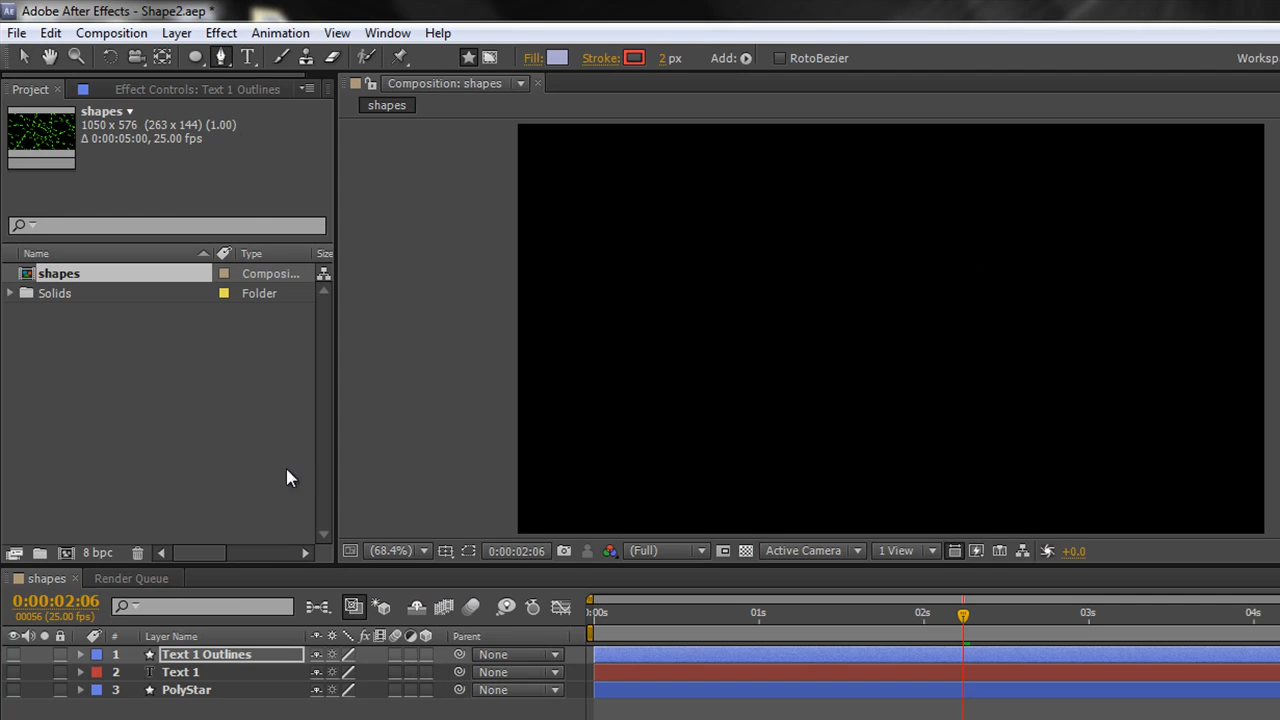 Adobe After Effects - Shape2.aep *
File Edit Composition Layer Effect Animation View Window Help
Fill: Stroke: 2 px Add: RotoBezier Worksp
Project Effect Controls: Text 1 Outlines
Composition: shapes
shapes
shapes
1050 x 576 (263 x 144) (1.00)
Δ 0:00:05:00, 25.00 fps
Name Type Size
shapes Composi...
Solids Folder
8 bpc
(68.4%) 0:00:02:06 (Full) Active Camera 1 View +0.0
shapes Render Queue
0:00:02:06
00056 (25.00 fps)
:00s 01s 02s 03s 04s
# Layer Name fx Parent
1 Text 1 Outlines None
2 T Text 1 None
3 PolyStar None